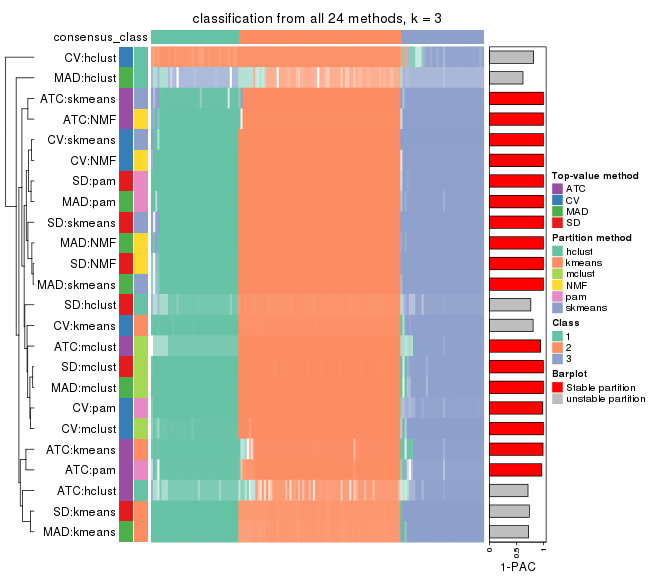 classification from all 24 methods, k = 3
consensus_class
CV:hclust
MAD:hclust
ATC:skmeans
ATC:NMF
CV:skmeans
CV:NMF
SD:pam
MAD:pam
SD:skmeans
MAD:NMF
SD:NMF
MAD:skmeans
SD:hclust
CV:kmeans
ATC:mclust
SD:mclust
MAD:mclust
CV:pam
CV:mclust
ATC:kmeans
ATC:pam
ATC:hclust
SD:kmeans
MAD:kmeans
0
0.5
1
1-PAC
Top-value method
ATC
CV
MAD
SD
Partition method
hclust
kmeans
mclust
NMF
pam
skmeans
Class
1
2
3
Barplot
Stable partition
unstable partition